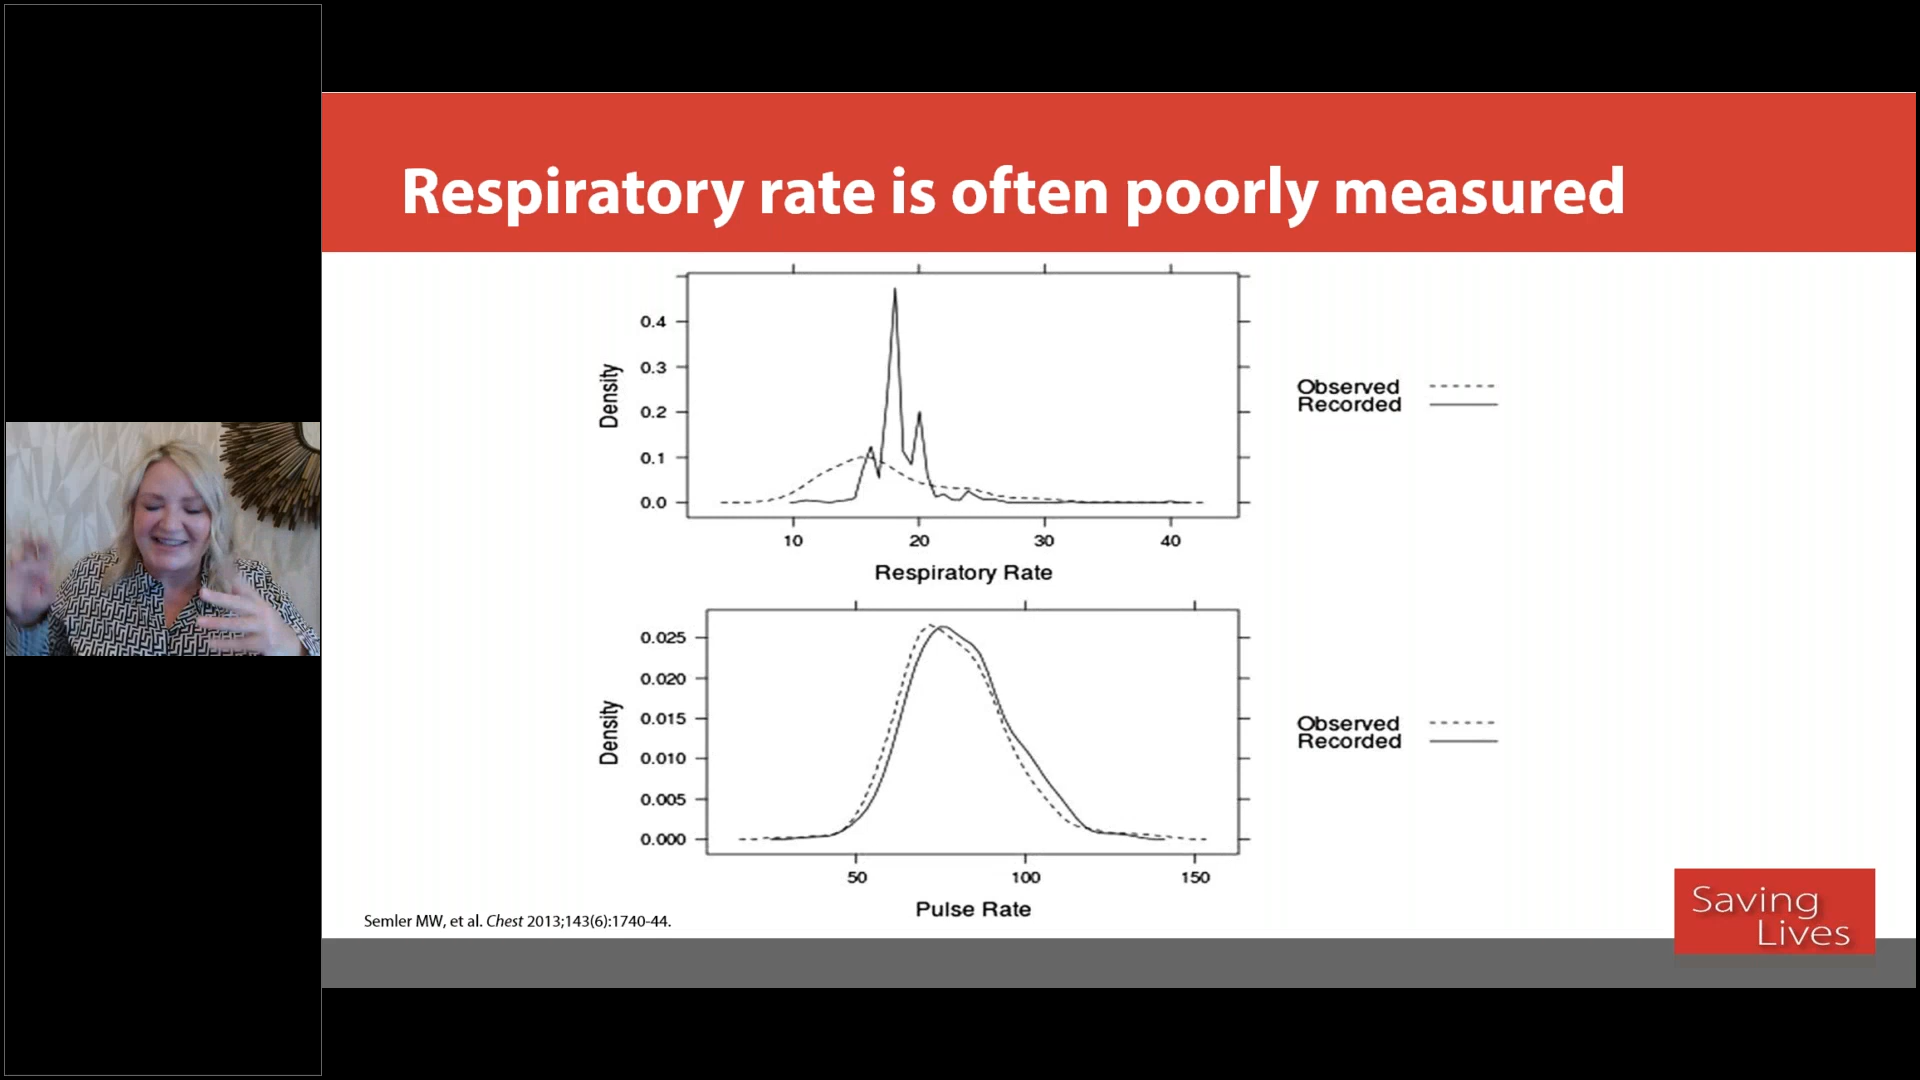 Respiratory rate is often poorly measured
0.4
0.3
0.2
0.1
0.0
Density
10 20 30 40
Respiratory Rate
Observed
Recorded
0.025
0.020
0.015
0.010
0.005
0.000
Density
50 100 150
Pulse Rate
Observed
Recorded
Semler MW, et al. Chest 2013;143(6):1740-44.
Saving
Lives